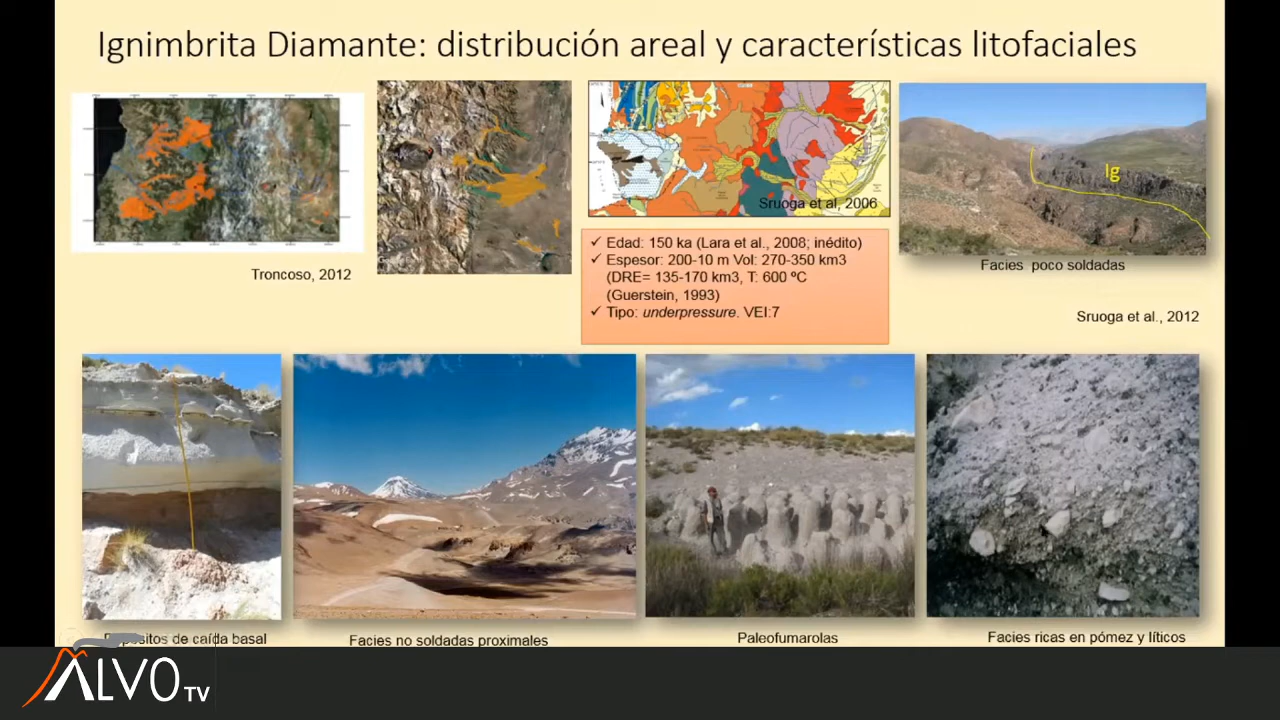 Ignimbrita Diamante: distribución areal y características litofaciales
Troncoso, 2012
Sruoga et al, 2006
✓ Edad: 150 ka (Lara et al., 2008; inédito)
✓ Espesor: 200-10 m Vol: 270-350 km3
(DRE= 135-170 km3, T: 600 ºC
(Guerstein, 1993)
✓ Tipo: underpressure. VEI:7
Ig
Facies poco soldadas
Sruoga et al., 2012
Depósitos de caída basal
Facies no soldadas proximales
Paleofumarolas
Facies ricas en pómez y líticos
ALVO TV